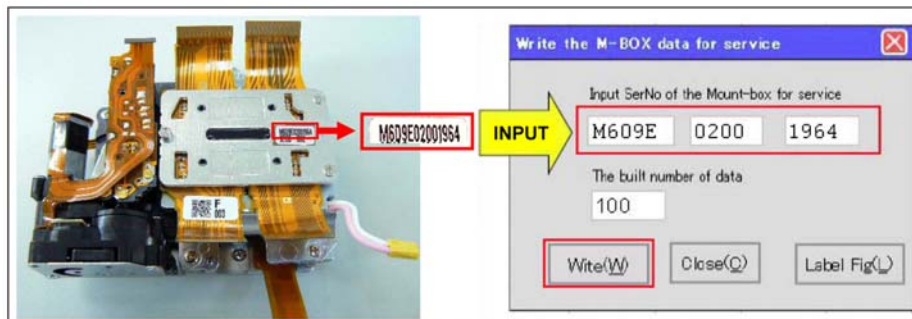 M6D9E02001964
INPUT
F
003
Write the M-BOX data for service
Input SerNo of the Mount-box for service
M609E 0200 1964
The built number of data
100
Wite(W) Close(C) Label Fig(L)